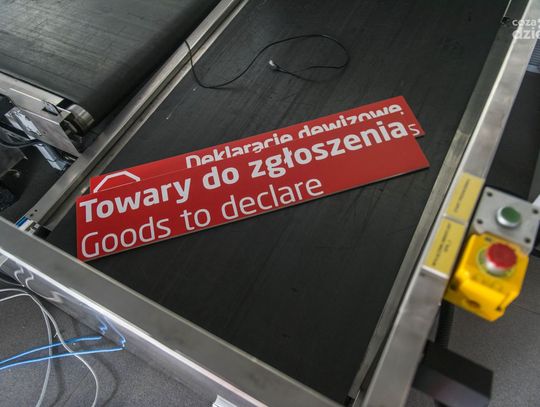 Deklaracje dewizowe
Towary do zgłoszenia
Goods to declare